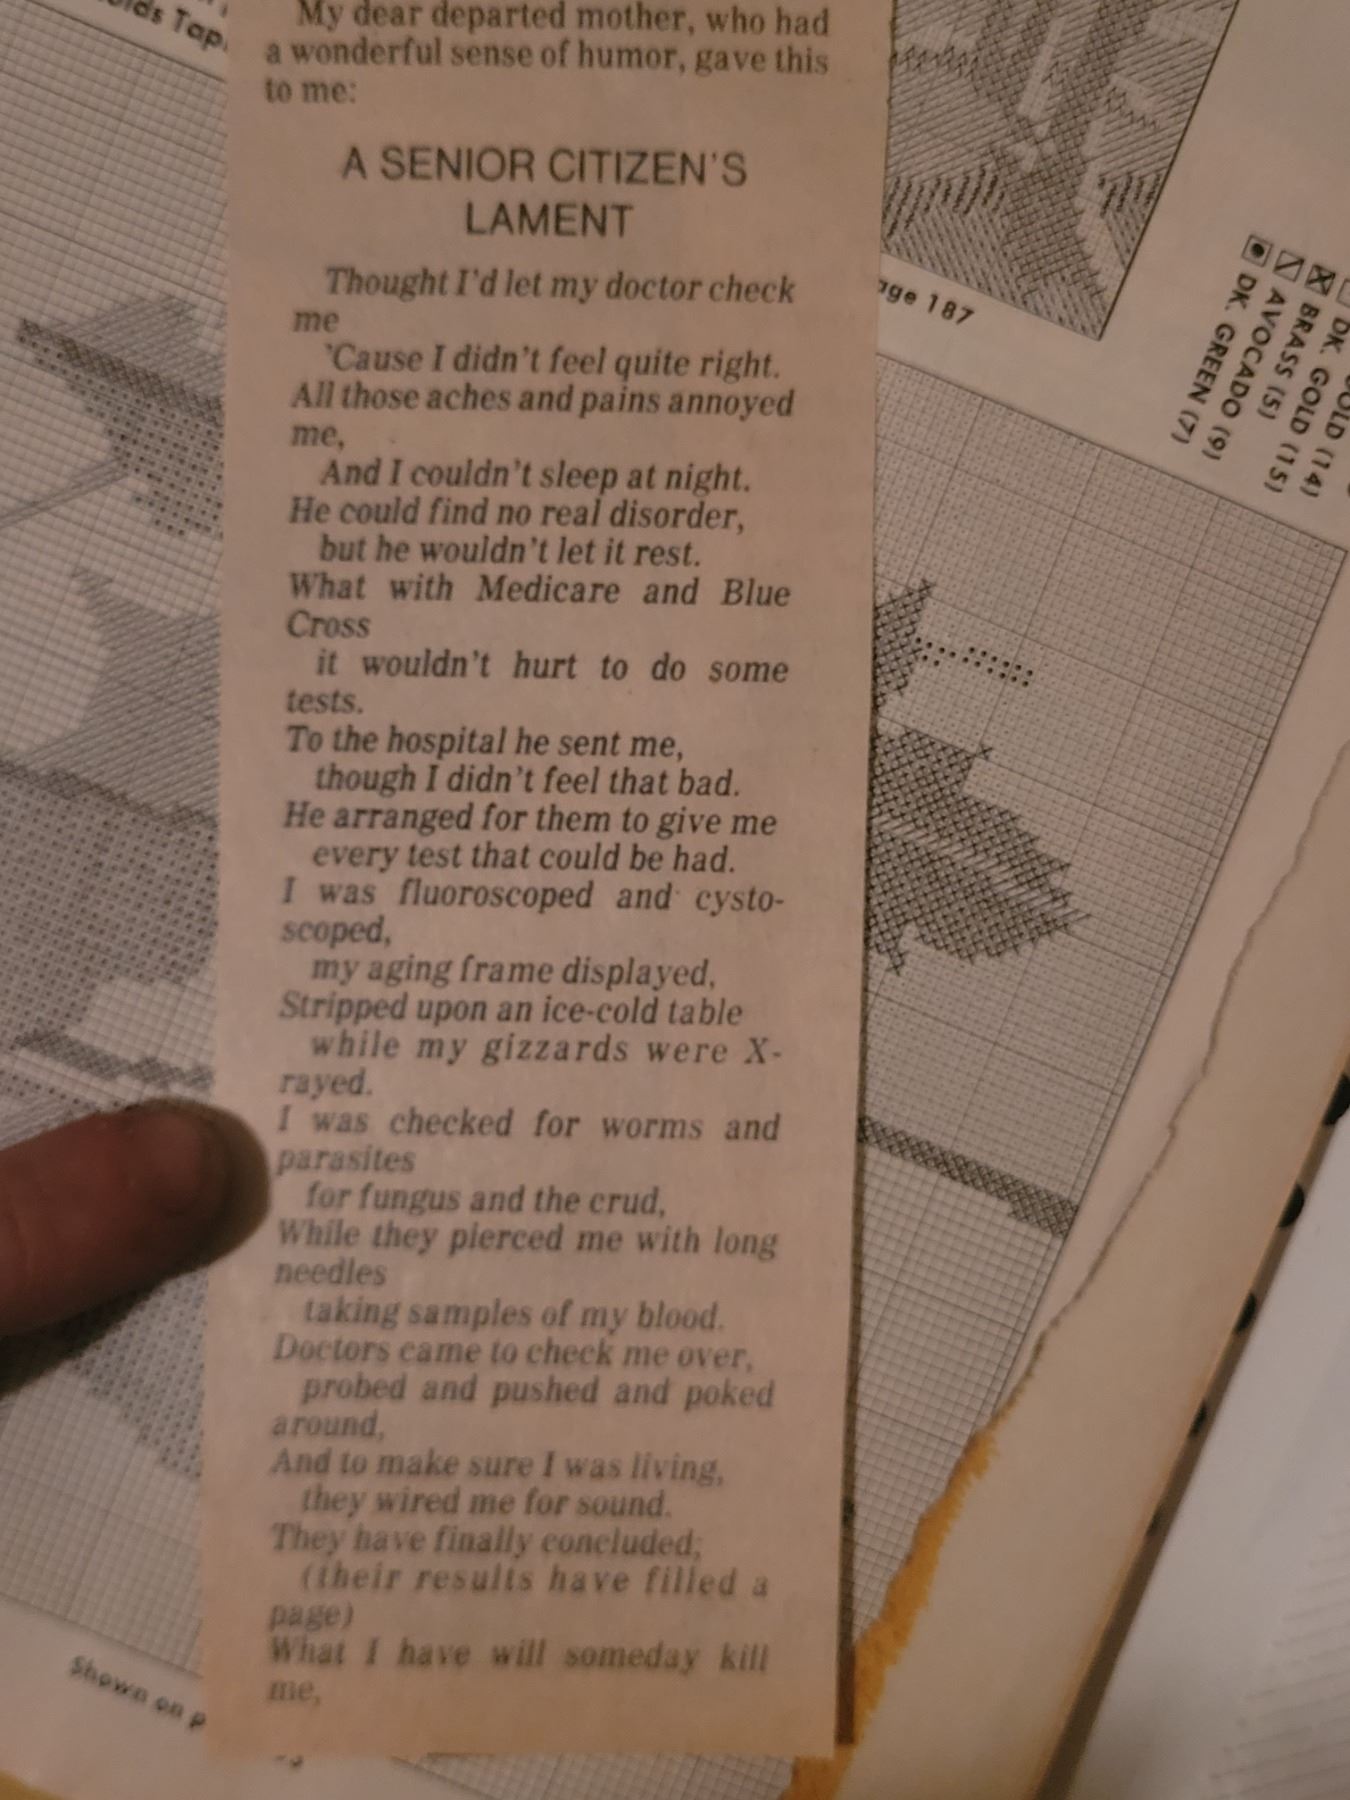 My dear departed mother, who had
a wonderful sense of humor, gave this
to me:
A SENIOR CITIZEN'S
LAMENT
Thought I'd let my doctor check
me
'Cause I didn't feel quite right.
All those aches and pains annoyed
me,
And I couldn't sleep at night.
He could find no real disorder,
but he wouldn't let it rest.
What with Medicare and Blue
Cross
it wouldn't hurt to do some
tests.
To the hospital he sent me,
though I didn't feel that bad.
He arranged for them to give me
every test that could be had.
I was fluoroscoped and cysto-
scoped,
my aging frame displayed,
Stripped upon an ice-cold table
while my gizzards were X-
rayed.
I was checked for worms and
parasites
for fungus and the crud,
While they pierced me with long
needles
taking samples of my blood.
Doctors came to check me over,
probed and pushed and poked
around,
And to make sure I was living,
they wired me for sound.
They have finally concluded;
(their results have filled a
page)
What I have will someday kill
me,
187
DK. GOLD (14)
BRASS (15)
AVOCADO (5)
DK. GREEN (7)
Shown on